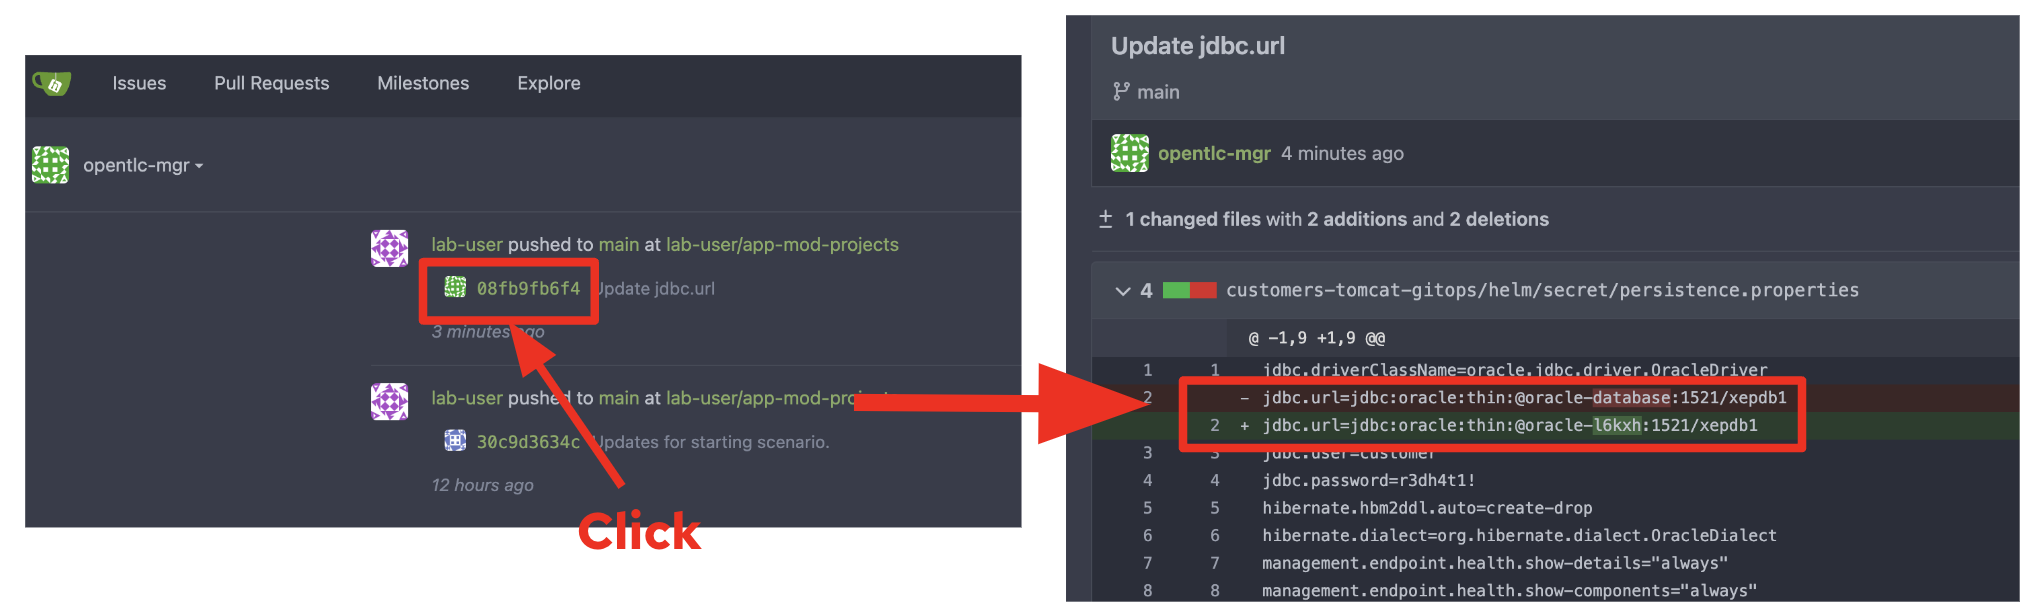 Issues Pull Requests Milestones Explore
opentlc-mgr
lab-user pushed to main at lab-user/app-mod-projects
08fb9fb6f4 Update jdbc.url
3 minutes ago
lab-user pushed to main at lab-user/app-mod-projects
30c9d3634c Updates for starting scenario.
12 hours ago
Click
Update jdbc.url
main
opentlc-mgr 4 minutes ago
1 changed files with 2 additions and 2 deletions
4 customers-tomcat-gitops/helm/secret/persistence.properties
@ -1,9 +1,9 @@
1 1 jdbc.driverClassName=oracle.jdbc.driver.OracleDriver
2 - jdbc.url=jdbc:oracle:thin:@oracle-database:1521/xepdb1
2 + jdbc.url=jdbc:oracle:thin:@oracle-l6kxh:1521/xepdb1
3 3 jdbc.user=customer
4 4 jdbc.password=r3dh4t1!
5 5 hibernate.hbm2ddl.auto=create-drop
6 6 hibernate.dialect=org.hibernate.dialect.OracleDialect
7 7 management.endpoint.health.show-details="always"
8 8 management.endpoint.health.show-components="always"